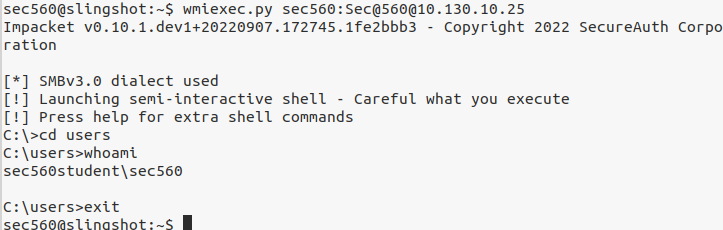 sec560@slingshot:~$ wmiexec.py sec560:Sec@560@10.130.10.25
Impacket v0.10.1.dev1+20220907.172745.1fe2bbb3 - Copyright 2022 SecureAuth Corpo
ration

[*] SMBv3.0 dialect used
[!] Launching semi-interactive shell - Careful what you execute
[!] Press help for extra shell commands
C:\>cd users
C:\users>whoami
sec560student\sec560

C:\users>exit
sec560@slingshot:~$